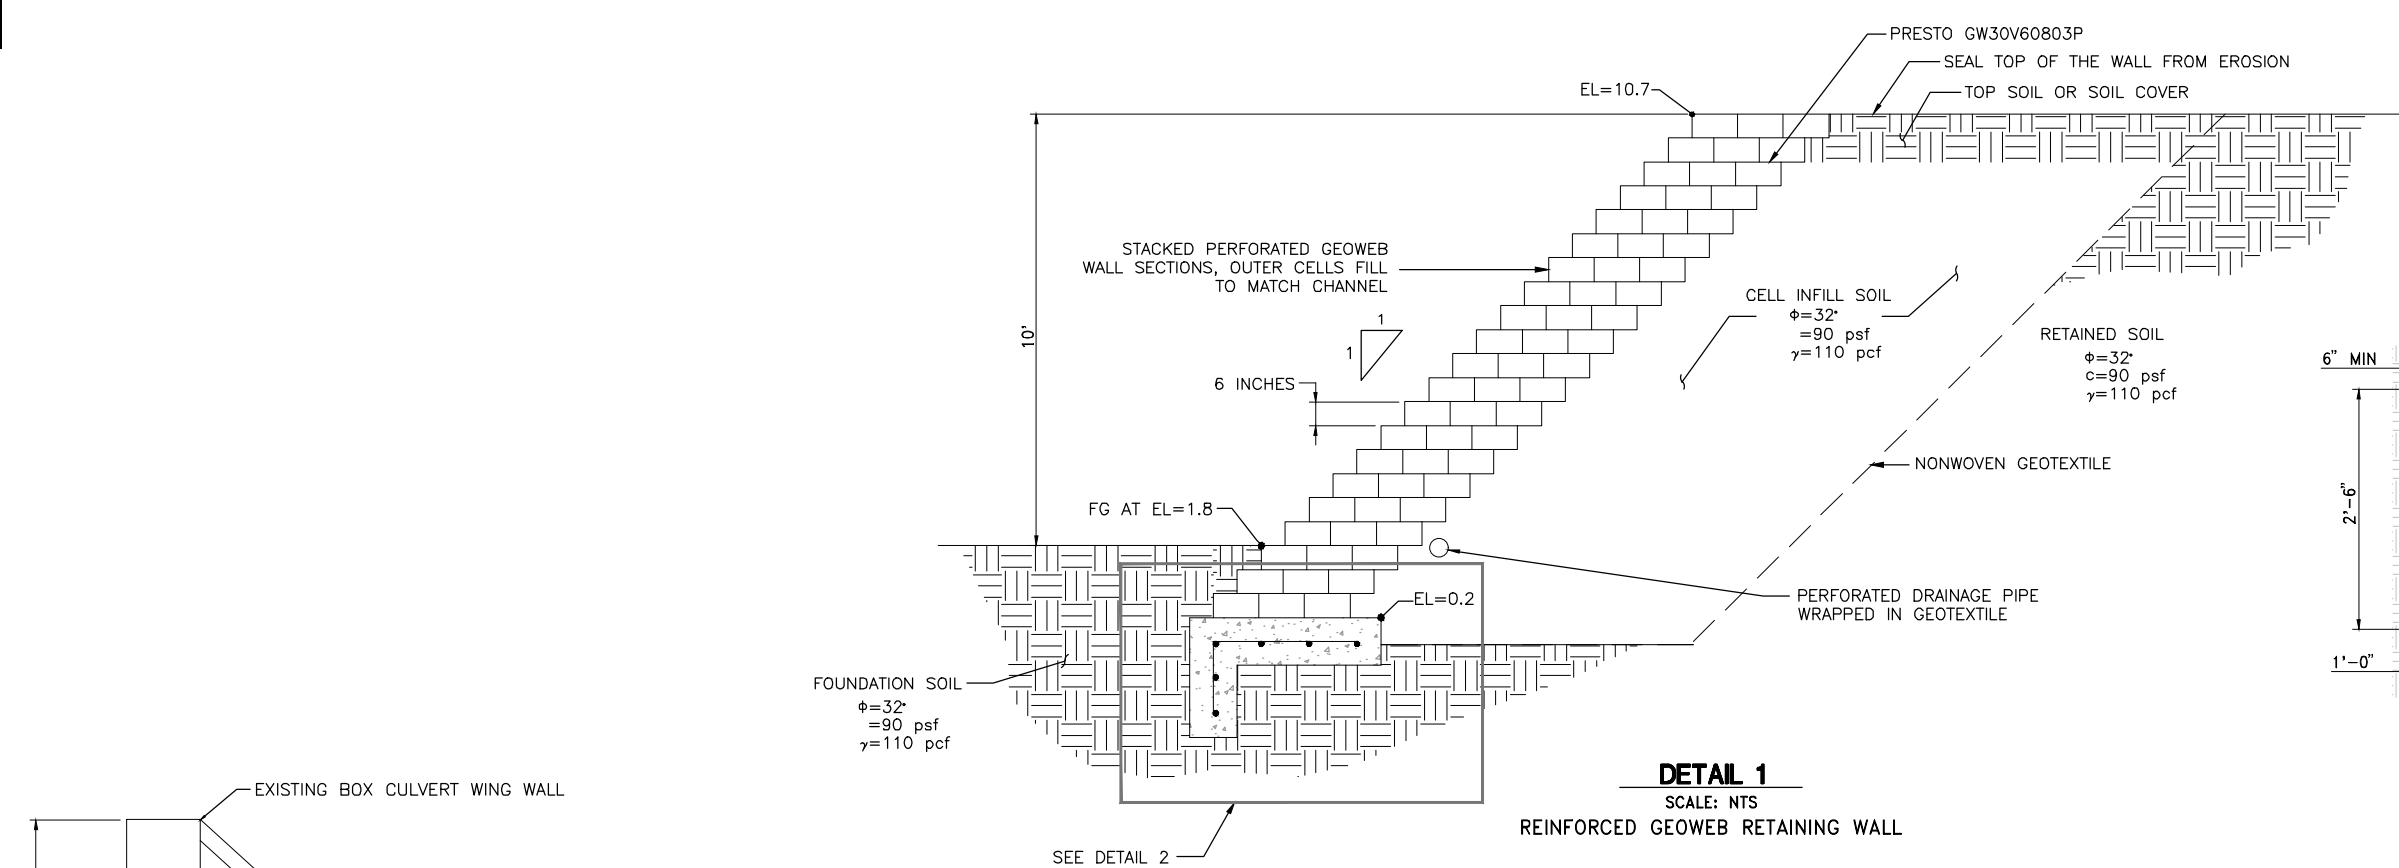 PRESTO GW30V60803P
SEAL TOP OF THE WALL FROM EROSION
EL=10.7
TOP SOIL OR SOIL COVER
STACKED PERFORATED GEOWEB
WALL SECTIONS, OUTER CELLS FILL
TO MATCH CHANNEL
CELL INFILL SOIL
Φ=32°
=90 psf
γ=110 pcf
1
1
10'
RETAINED SOIL
Φ=32°
c=90 psf
γ=110 pcf
6" MIN
6 INCHES
NONWOVEN GEOTEXTILE
2'-6"
FG AT EL=1.8
PERFORATED DRAINAGE PIPE
WRAPPED IN GEOTEXTILE
EL=0.2
1'-0"
FOUNDATION SOIL
Φ=32°
=90 psf
γ=110 pcf
DETAIL 1
SCALE: NTS
REINFORCED GEOWEB RETAINING WALL
EXISTING BOX CULVERT WING WALL
SEE DETAIL 2